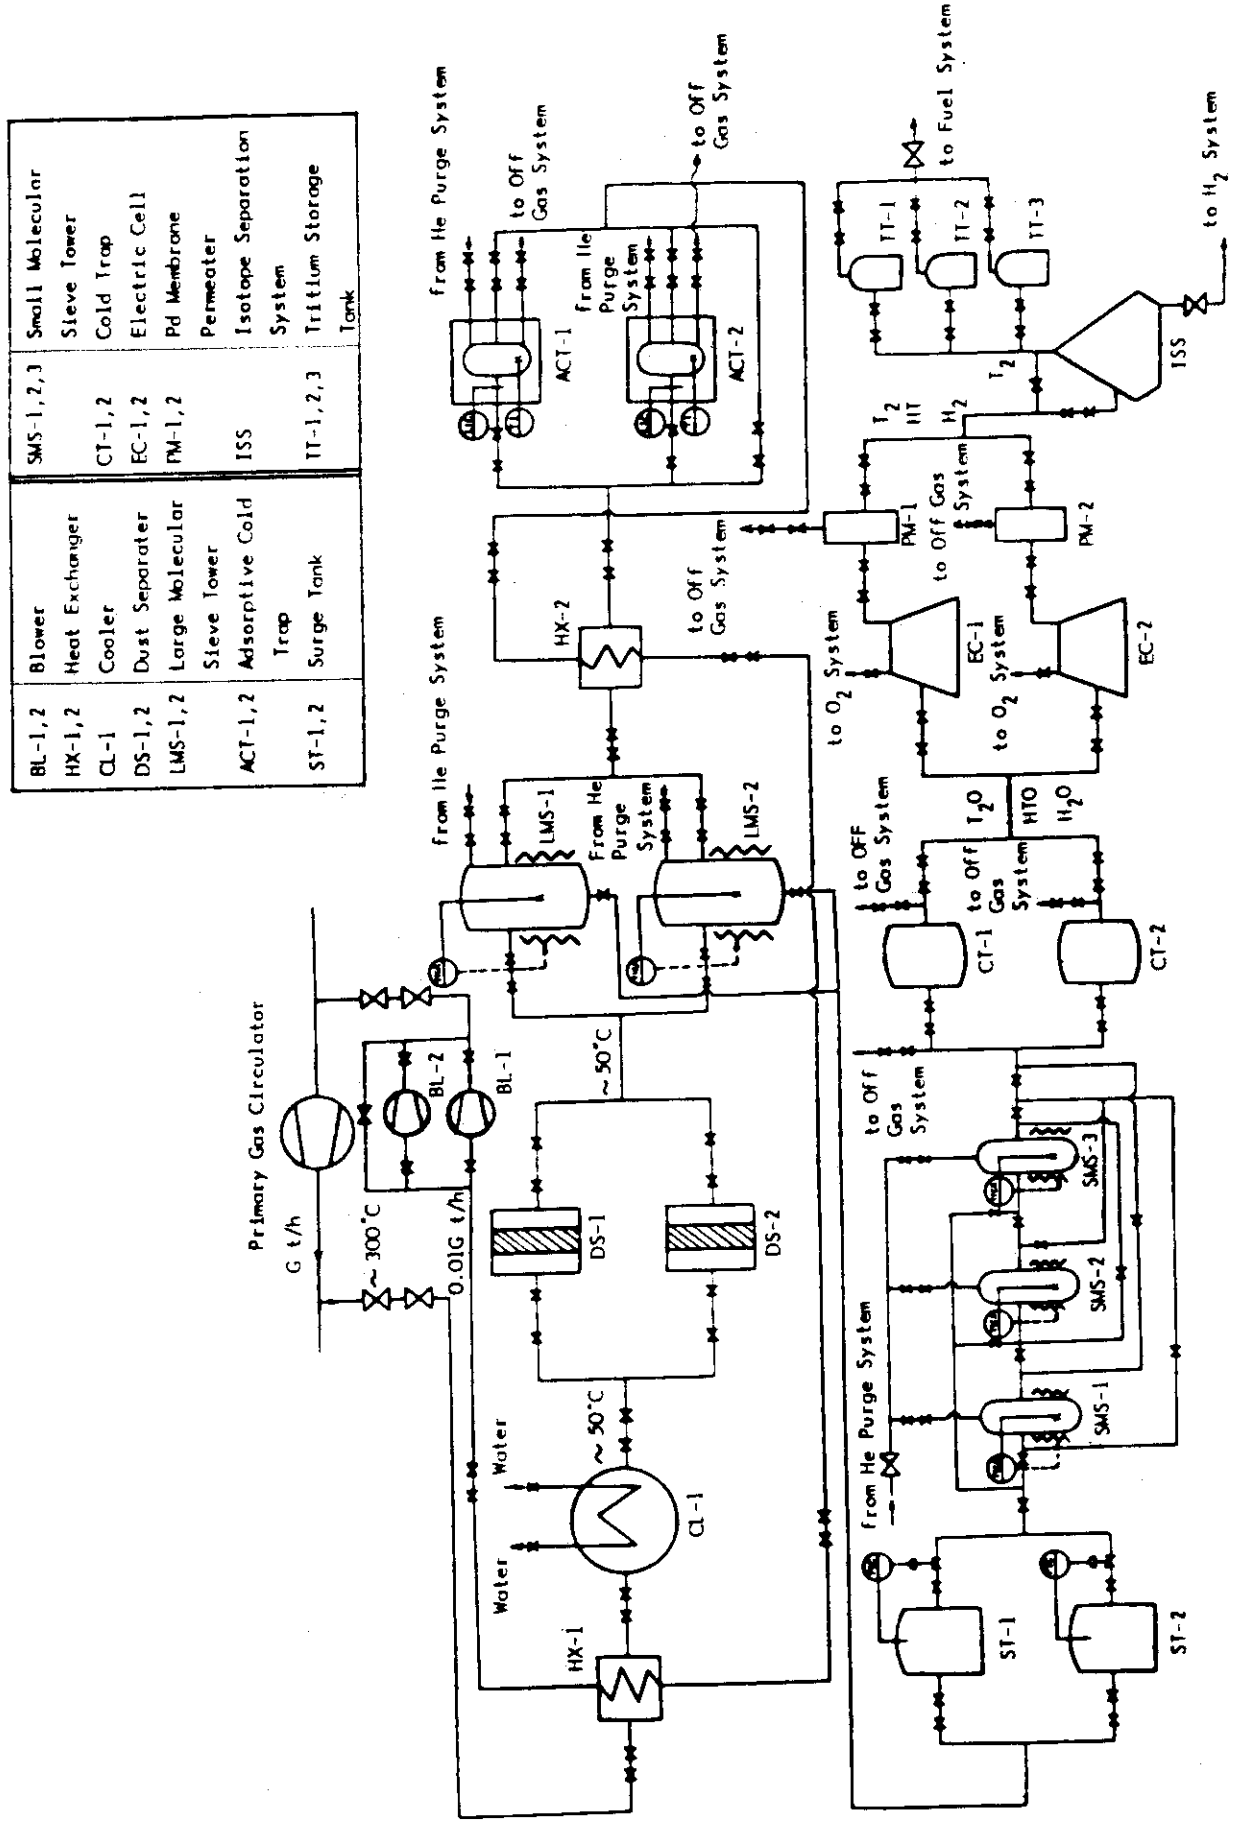 BL-1,2 Blower
HX-1,2 Heat Exchanger
CL-1 Cooler
DS-1,2 Dust Separater
LMS-1,2 Large Molecular
Sieve Tower
ACT-1,2 Adsorptive Cold
Trap
ST-1,2 Surge Tank
SMS-1,2,3 Small Molecular
Sieve Tower
CT-1,2 Cold Trap
EC-1,2 Electric Cell
PM-1,2 Pd Membrane
Permeater
ISS Isotope Separation
System
TT-1,2,3 Tritium Storage
Tank
Primary Gas Circulator
G t/h
~300°C
0.01G t/h
BL-2
BL-1
HX-1
Water
Water
CL-1
~50°C
DS-1
DS-2
~50°C
from He Purge System
LMS-1
From He
Purge
System
LMS-2
HX-2
to Off
Gas System
from He Purge System
to Off
Gas System
ACT-1
from He
Purge
System
ACT-2
to Off
Gas System
ST-1
ST-2
from He Purge System
SMS-1
SMS-2
SMS-3
to Off
Gas
System
to OFF
Gas System
CT-1
to Off
Gas
System
CT-2
T2O
HTO
H2O
to O2 System
EC-1
to O2 System
EC-2
PM-1
to Off Gas
System
PM-2
T2
HT
H2
T2
ISS
TT-1
TT-2
TT-3
to Fuel System
to H2 System